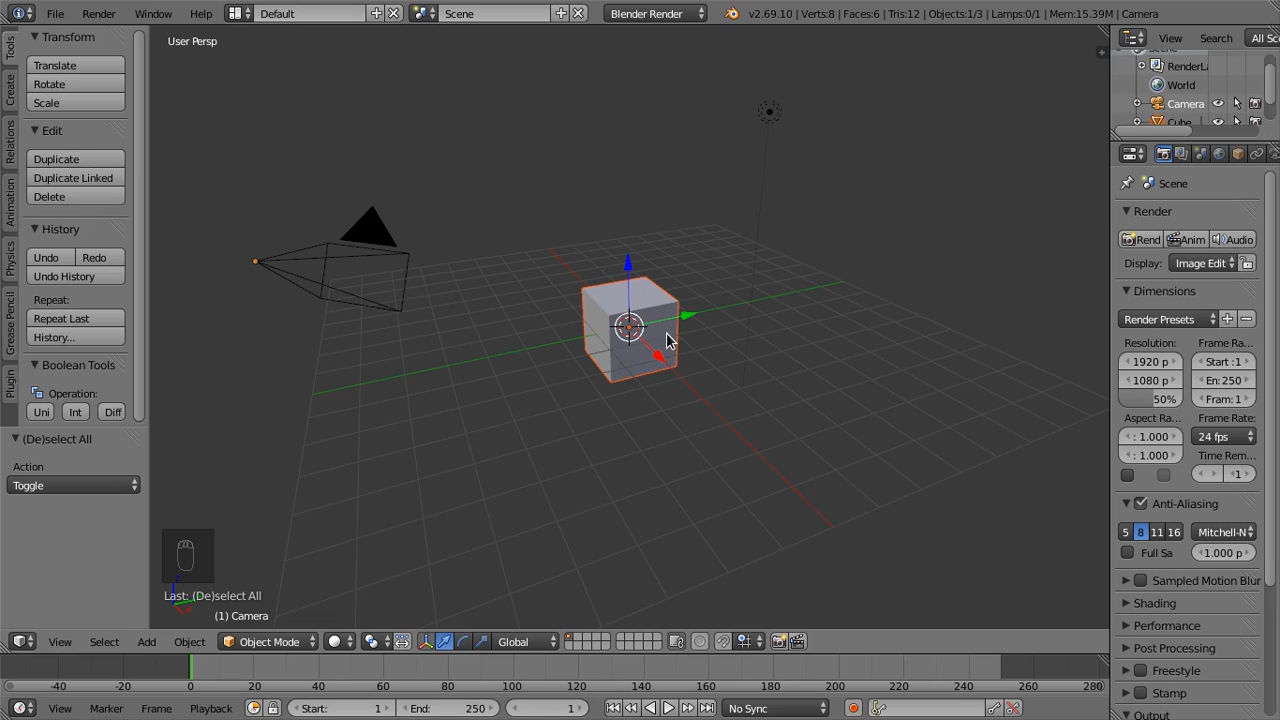 File Render Window Help Default Scene Blender Render v2.69.10 | Verts:8 | Faces:6 | Tris:12 | Objects:1/3 | Lamps:0/1 | Mem:15.39M | Camera
Tools
Create
Relations
Animation
Physics
Grease Pencil
Plugin
Transform
Translate
Rotate
Scale
Edit
Duplicate
Duplicate Linked
Delete
History
Undo Redo
Undo History
Repeat:
Repeat Last
History...
Boolean Tools
Operation:
Uni Int Diff
(De)select All
Action
Toggle
User Persp
Last: (De)select All
(1) Camera
View Select Add Object Object Mode Global
-40 -20 0 20 40 60 80 100 120 140 160 180 200 220 240 260 280
View Marker Frame Playback Start: 1 End: 250 1 No Sync
View Search All Sc
RenderLa
World
Camera
Cube
Scene
Render
Rend Anim Audio
Display: Image Edit
Dimensions
Render Presets
Resolution: Frame Ra...
1920 p Start :1
1080 p En: 250
50% Fram: 1
Aspect Ra... Frame Rate:
: 1.000 24 fps
: 1.000 Time Rem...
1
Anti-Aliasing
5 8 11 16 Mitchell-N
Full Sa 1.000 p
Sampled Motion Blur
Shading
Performance
Post Processing
Freestyle
Stamp
Output